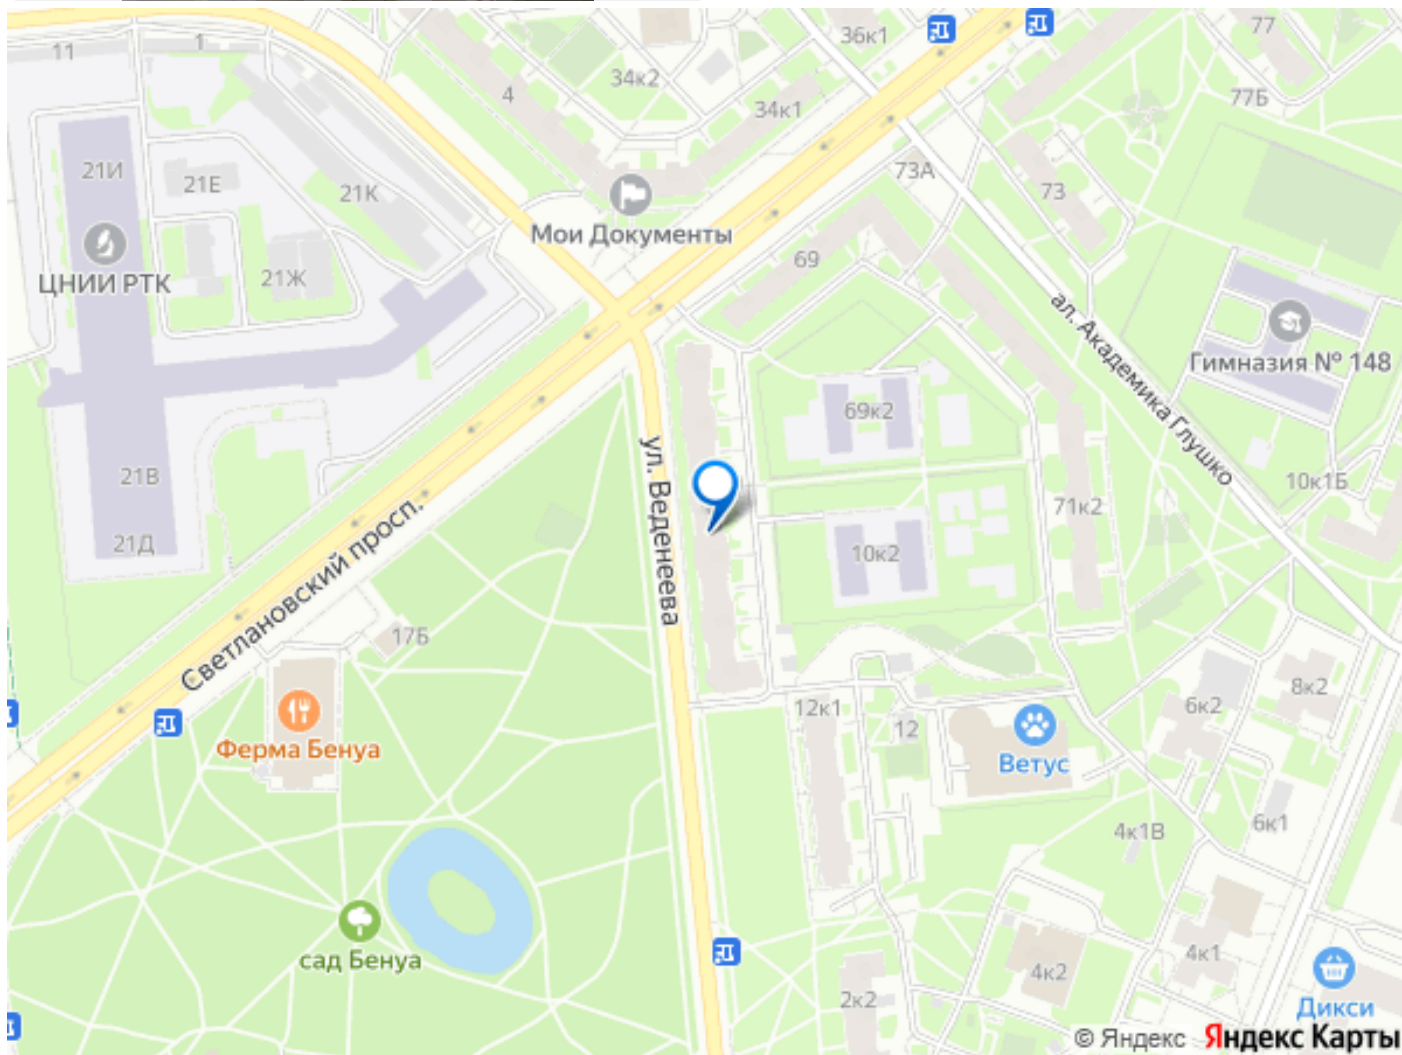 11
1
36к1
77
34к2
77Б
4
34к1
21И
21Е
21К
73А
73
Мои Документы
69
ЦНИИ РТК
21Ж
ал. Академика Глушко
Гимназия № 148
69к2
ул. Веденеева
21В
10к1Б
71к2
21Д
10к2
Светлановский просп.
17Б
8к2
6к2
12к1
12
Ферма Бенуа
Ветус
4к1В
6к1
сад Бенуа
4к1
4к2
2к2
Дикси
© Яндекс Яндекс Карты